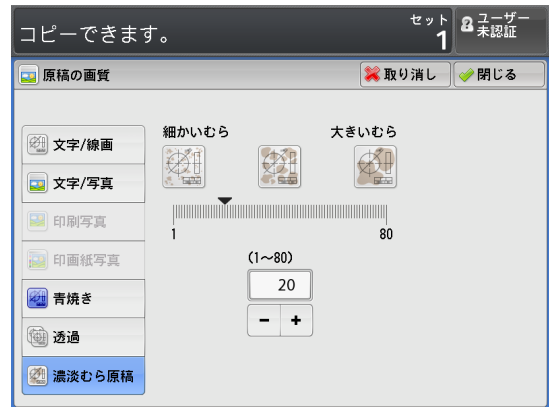 コピーできます。
セット
1
ユーザー
未認証
原稿の画質
取り消し
閉じる
文字/線画
文字/写真
印刷写真
印画紙写真
青焼き
透過
濃淡むら原稿
細かいむら
大きいむら
1
80
(1～80)
20
- +